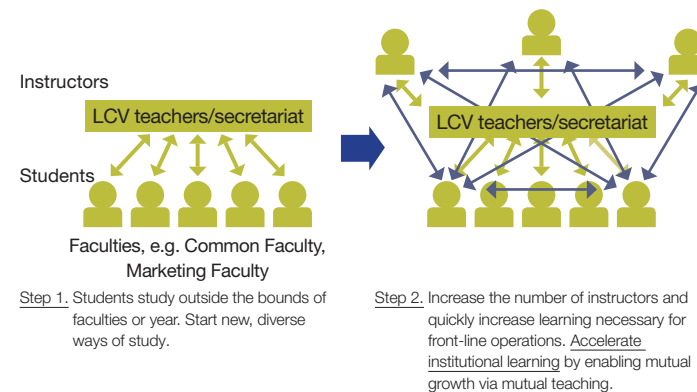 Instructors
LCV teachers/secretariat
Students
Faculties, e.g. Common Faculty,
Marketing Faculty
Step 1. Students study outside the bounds of
faculties or year. Start new, diverse
ways of study.
LCV teachers/secretariat
Step 2. Increase the number of instructors and
quickly increase learning necessary for
front-line operations. Accelerate
institutional learning by enabling mutual
growth via mutual teaching.